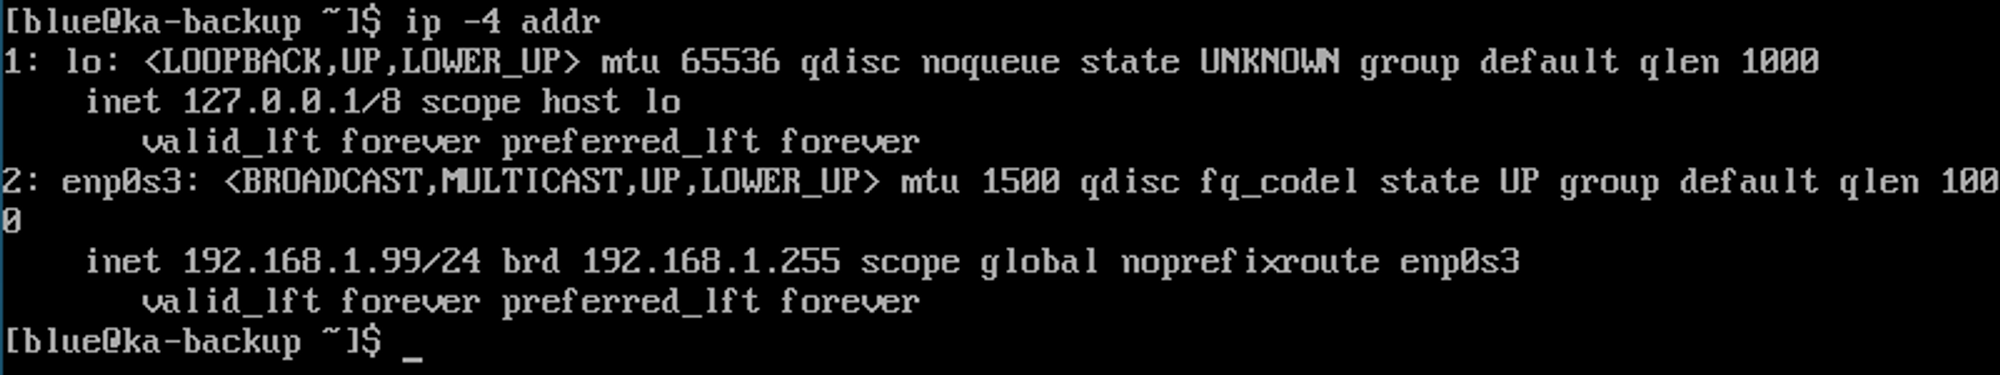 [blue@ka-backup ~]$ ip -4 addr
1: lo: <LOOPBACK,UP,LOWER_UP> mtu 65536 qdisc noqueue state UNKNOWN group default qlen 1000
    inet 127.0.0.1/8 scope host lo
       valid_lft forever preferred_lft forever
2: enp0s3: <BROADCAST,MULTICAST,UP,LOWER_UP> mtu 1500 qdisc fq_codel state UP group default qlen 100
0
    inet 192.168.1.99/24 brd 192.168.1.255 scope global noprefixroute enp0s3
       valid_lft forever preferred_lft forever
[blue@ka-backup ~]$ _